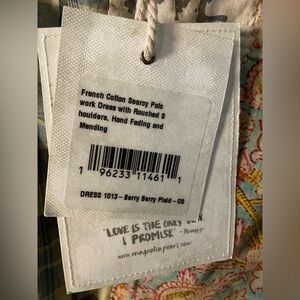 French Cotton Searcy Patc
work Dress with Rouched S
houlders, Hand Fading and
Mending
1 96233 11461 1
DRESS 1013-Berry Berry Plaid-OS
"LOVE IS THE ONLY
I PROMISE"
www.magnoliapearl.com